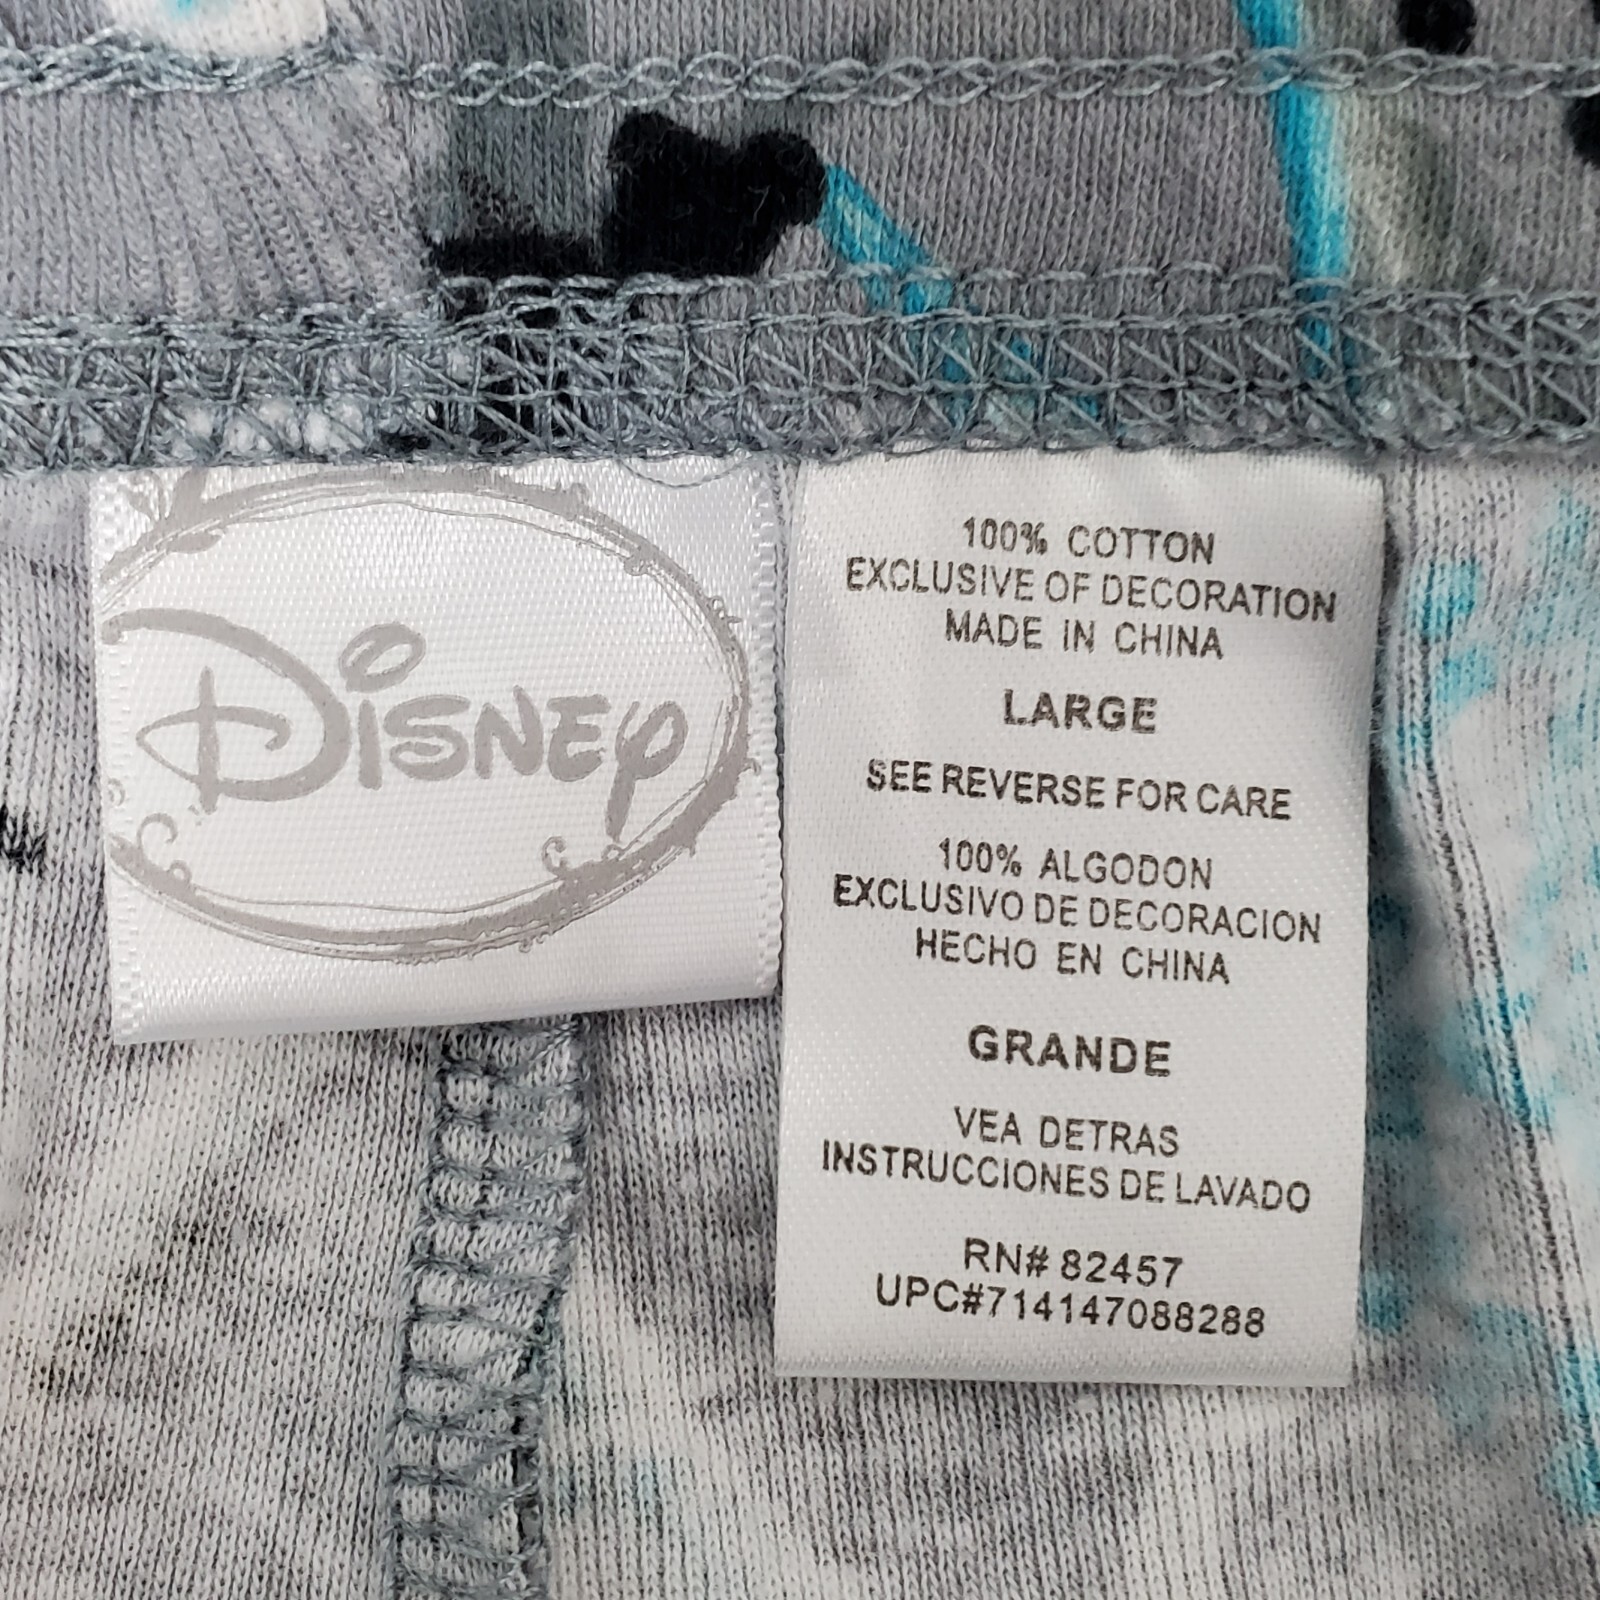 Disney
100% COTTON
EXCLUSIVE OF DECORATION
MADE IN CHINA
LARGE
SEE REVERSE FOR CARE
100% ALGODON
EXCLUSIVO DE DECORACION
HECHO EN CHINA
GRANDE
VEA DETRAS
INSTRUCCIONES DE LAVADO
RN# 82457
UPC#714147088288